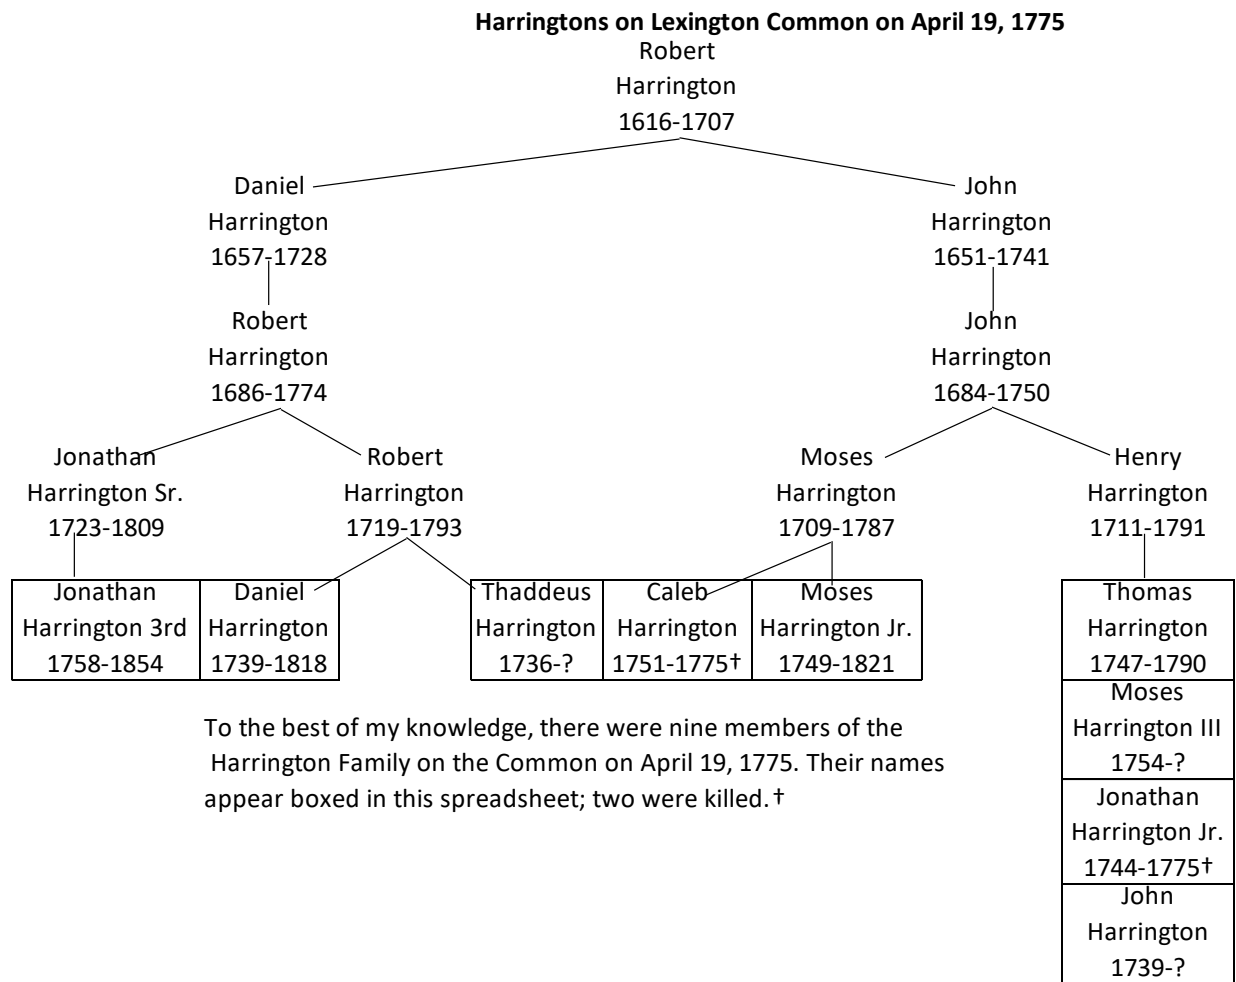 Harringtons on Lexington Common on April 19, 1775
Robert
Harrington
1616-1707
Daniel
Harrington
1657-1728
John
Harrington
1651-1741
Robert
Harrington
1686-1774
John
Harrington
1684-1750
Jonathan
Harrington Sr.
1723-1809
Robert
Harrington
1719-1793
Moses
Harrington
1709-1787
Henry
Harrington
1711-1791
Jonathan
Harrington 3rd
1758-1854
Daniel
Harrington
1739-1818
Thaddeus
Harrington
1736-?
Caleb
Harrington
1751-1775†
Moses
Harrington Jr.
1749-1821
Thomas
Harrington
1747-1790
Moses
Harrington III
1754-?
Jonathan
Harrington Jr.
1744-1775†
John
Harrington
1739-?
To the best of my knowledge, there were nine members of the
Harrington Family on the Common on April 19, 1775. Their names
appear boxed in this spreadsheet; two were killed.†